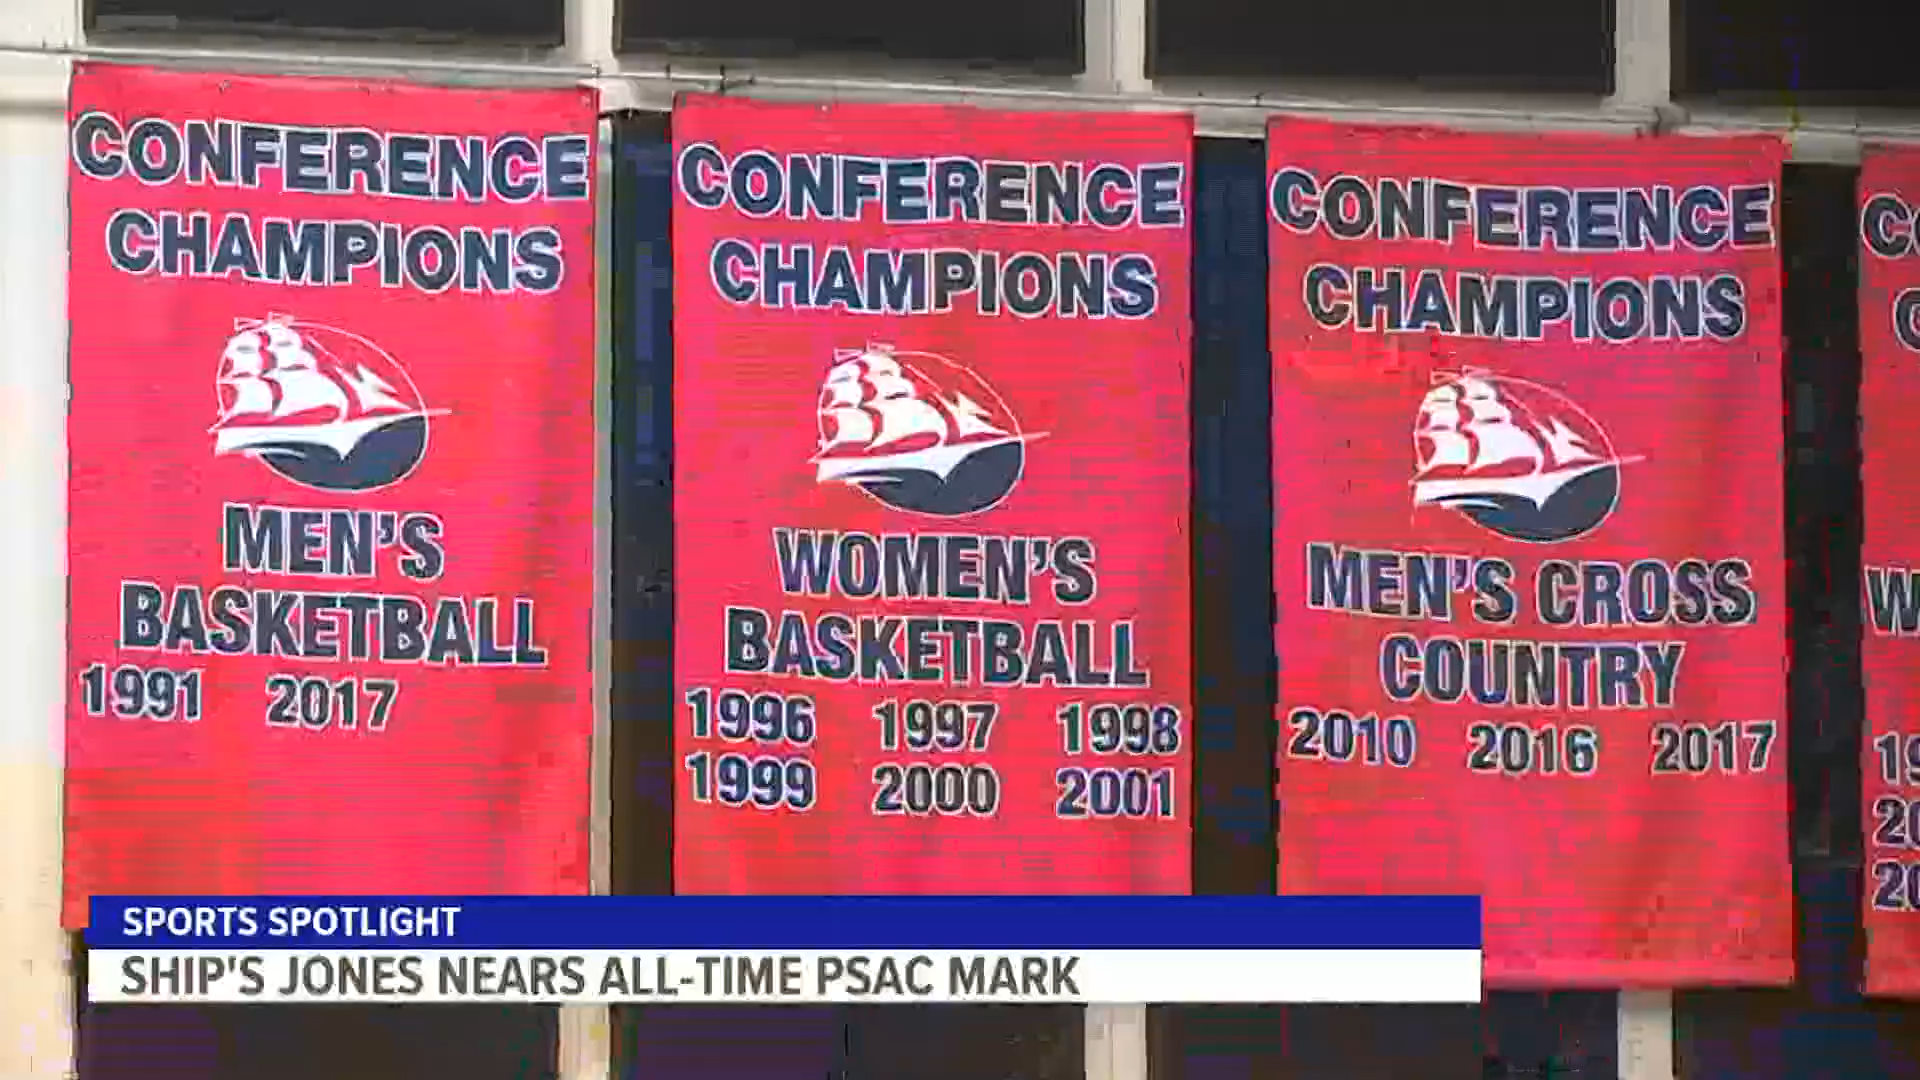 CONFERENCE
CHAMPIONS
MEN'S
BASKETBALL
1991 2017
CONFERENCE
CHAMPIONS
WOMEN'S
BASKETBALL
1996 1997 1998
1999 2000 2001
CONFERENCE
CHAMPIONS
MEN'S CROSS
COUNTRY
2010 2016 2017
SPORTS SPOTLIGHT
SHIP'S JONES NEARS ALL-TIME PSAC MARK